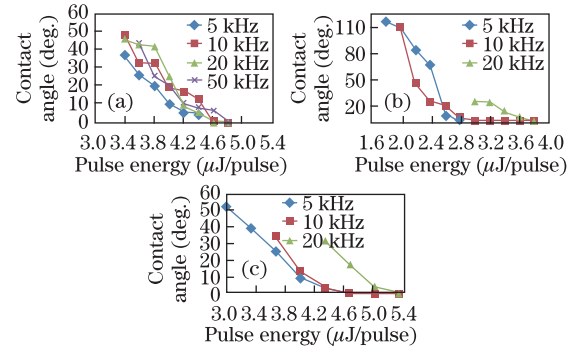 60
50
40
30
20
10
0
Contact
angle (deg.)
5 kHz
10 kHz
20 kHz
50 kHz
(a)
3.0 3.4 3.8 4.2 4.6 5.0 5.4
Pulse energy (μJ/pulse)
110
80
50
20
Contact
angle (deg.)
5 kHz
10 kHz
20 kHz
(b)
1.6 2.0 2.4 2.8 3.2 3.6 4.0
Pulse energy (μJ/pulse)
60
50
40
30
20
10
0
Contact
angle (deg.)
5 kHz
10 kHz
20 kHz
(c)
3.0 3.4 3.8 4.2 4.6 5.0 5.4
Pulse energy (μJ/pulse)